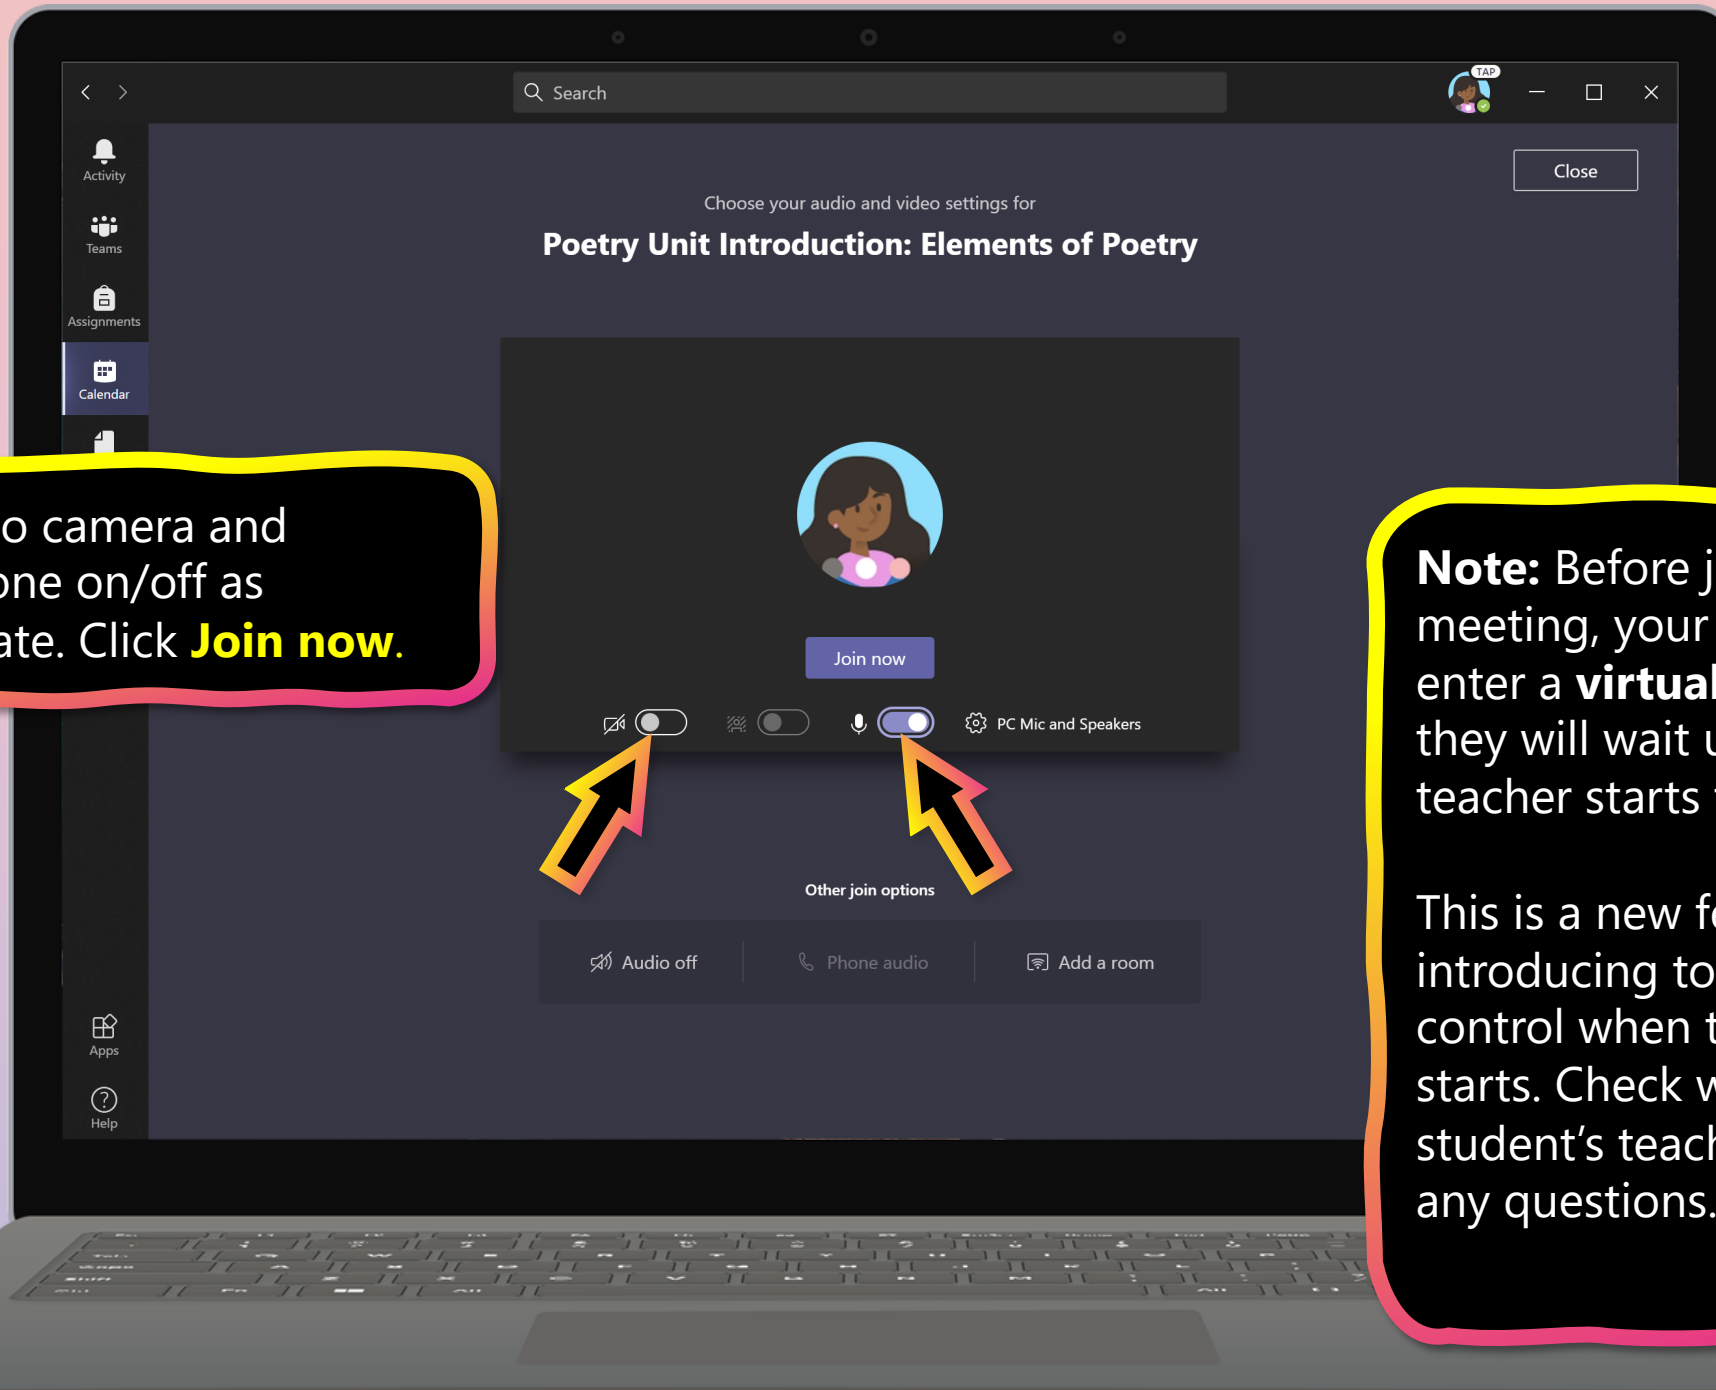 Search
TAP
Activity
Teams
Assignments
Calendar
Apps
Help
Close
Choose your audio and video settings for
Poetry Unit Introduction: Elements of Poetry
Join now
PC Mic and Speakers
Other join options
Audio off
Phone audio
Add a room
o camera and
one on/off as
ate. Click Join now.
Note: Before j
meeting, your
enter a virtual
they will wait u
teacher starts t
This is a new fe
introducing to
control when t
starts. Check w
student’s teach
any questions.